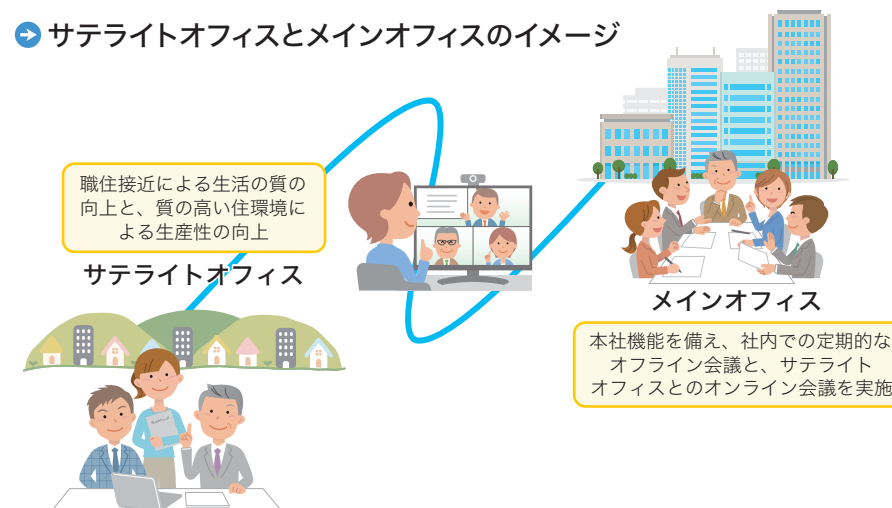 サテライトオフィスとメインオフィスのイメージ
職住接近による生活の質の
向上と、質の高い住環境に
よる生産性の向上
サテライトオフィス
メインオフィス
本社機能を備え、社内での定期的な
オフライン会議と、サテライト
オフィスとのオンライン会議を実施